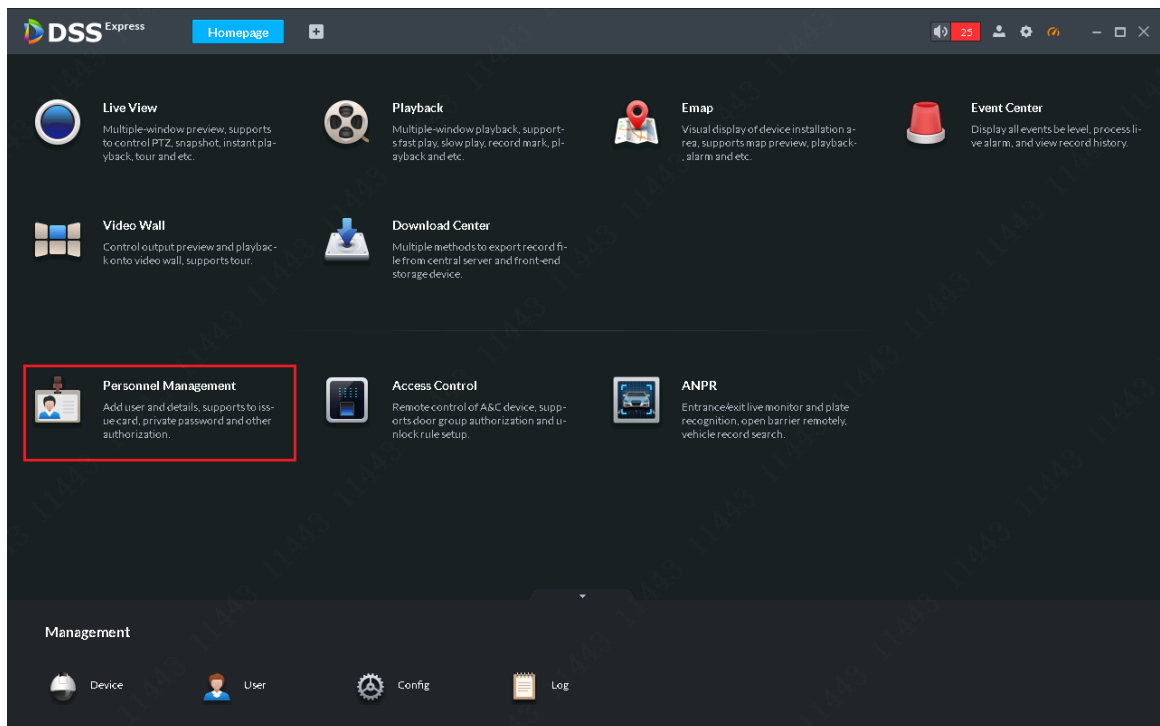 DSS Express
Homepage
25
Live View
Multiple-window preview, supports
to control PTZ, snapshot, instant pla-
yback, tour and etc.
Playback
Multiple-window playback, support-
s fast play, slow play, record mark, pl-
ayback and etc.
Emap
Visual display of device installation a-
rea, supports map preview, playback-
, alarm and etc.
Event Center
Display all events be level, process li-
ve alarm, and view record history.
Video Wall
Control output preview and playbac-
k onto video wall, supports tour.
Download Center
Multiple methods to export record fi-
le from central server and front-end
storage device.
Personnel Management
Add user and details, supports to iss-
ue card, private password and other
authorization.
Access Control
Remote control of A&C device, supp-
orts door group authorization and u-
nlock rule setup.
ANPR
Entrance/exit live monitor and plate
recognition, open barrier remotely,
vehicle record search.
Management
Device
User
Config
Log